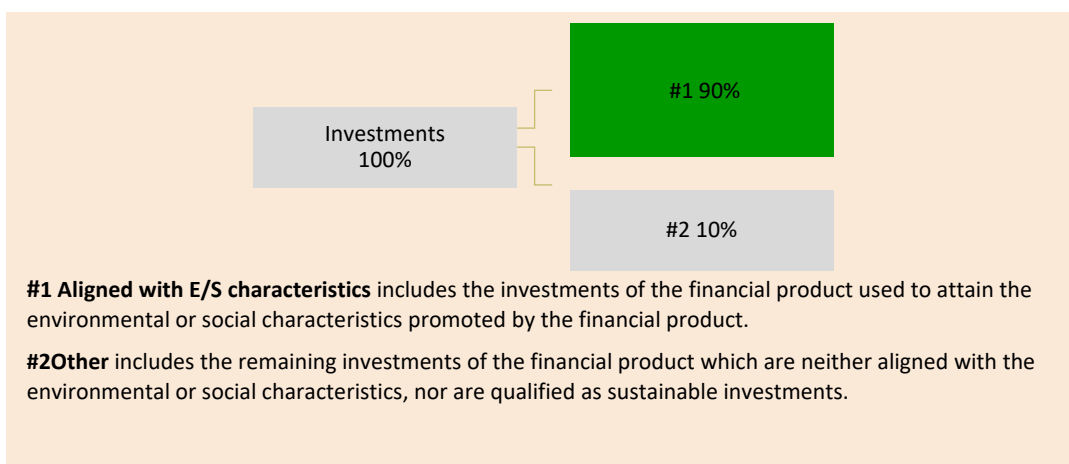 #1 90%
Investments
100%
#2 10%
#1 Aligned with E/S characteristics includes the investments of the financial product used to attain the
environmental or social characteristics promoted by the financial product.
#2Other includes the remaining investments of the financial product which are neither aligned with the
environmental or social characteristics, nor are qualified as sustainable investments.